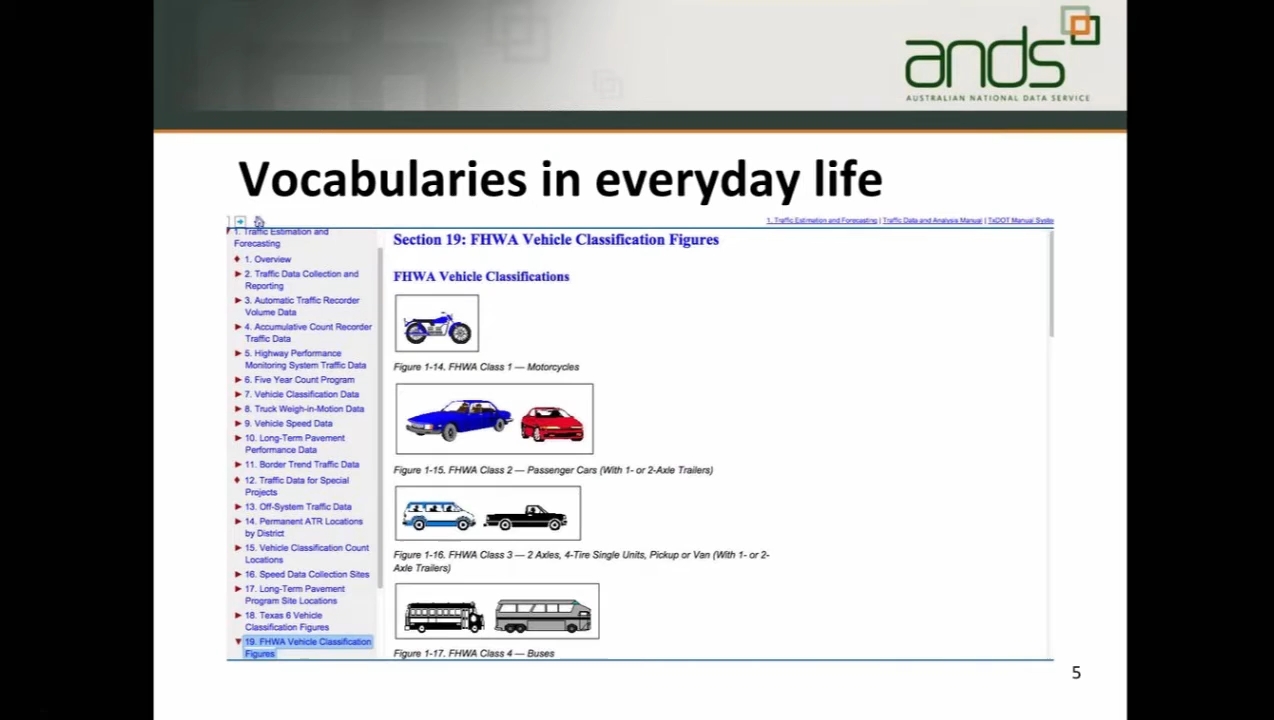 ands
AUSTRALIAN NATIONAL DATA SERVICE
Vocabularies in everyday life
1. Traffic Estimation and Forecasting | Traffic Data and Analysis Manual | TxDOT Manual Syste
1. Traffic Estimation and
Forecasting
1. Overview
2. Traffic Data Collection and
Reporting
3. Automatic Traffic Recorder
Volume Data
4. Accumulative Count Recorder
Traffic Data
5. Highway Performance
Monitoring System Traffic Data
6. Five Year Count Program
7. Vehicle Classification Data
8. Truck Weigh-in-Motion Data
9. Vehicle Speed Data
10. Long-Term Pavement
Performance Data
11. Border Trend Traffic Data
12. Traffic Data for Special
Projects
13. Off-System Traffic Data
14. Permanent ATR Locations
by District
15. Vehicle Classification Count
Locations
16. Speed Data Collection Sites
17. Long-Term Pavement
Program Site Locations
18. Texas 6 Vehicle
Classification Figures
19. FHWA Vehicle Classification
Figures
Section 19: FHWA Vehicle Classification Figures
FHWA Vehicle Classifications
Figure 1-14. FHWA Class 1 — Motorcycles
Figure 1-15. FHWA Class 2 — Passenger Cars (With 1- or 2-Axle Trailers)
Figure 1-16. FHWA Class 3 — 2 Axles, 4-Tire Single Units, Pickup or Van (With 1- or 2-
Axle Trailers)
Figure 1-17. FHWA Class 4 — Buses
5